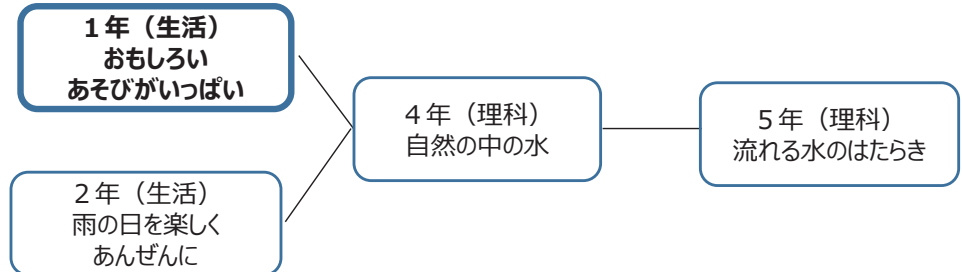 1年（生活）
おもしろい
あそびがいっぱい
2年（生活）
雨の日を楽しく
あんぜんに
4年（理科）
自然の中の水
5年（理科）
流れる水のはたらき